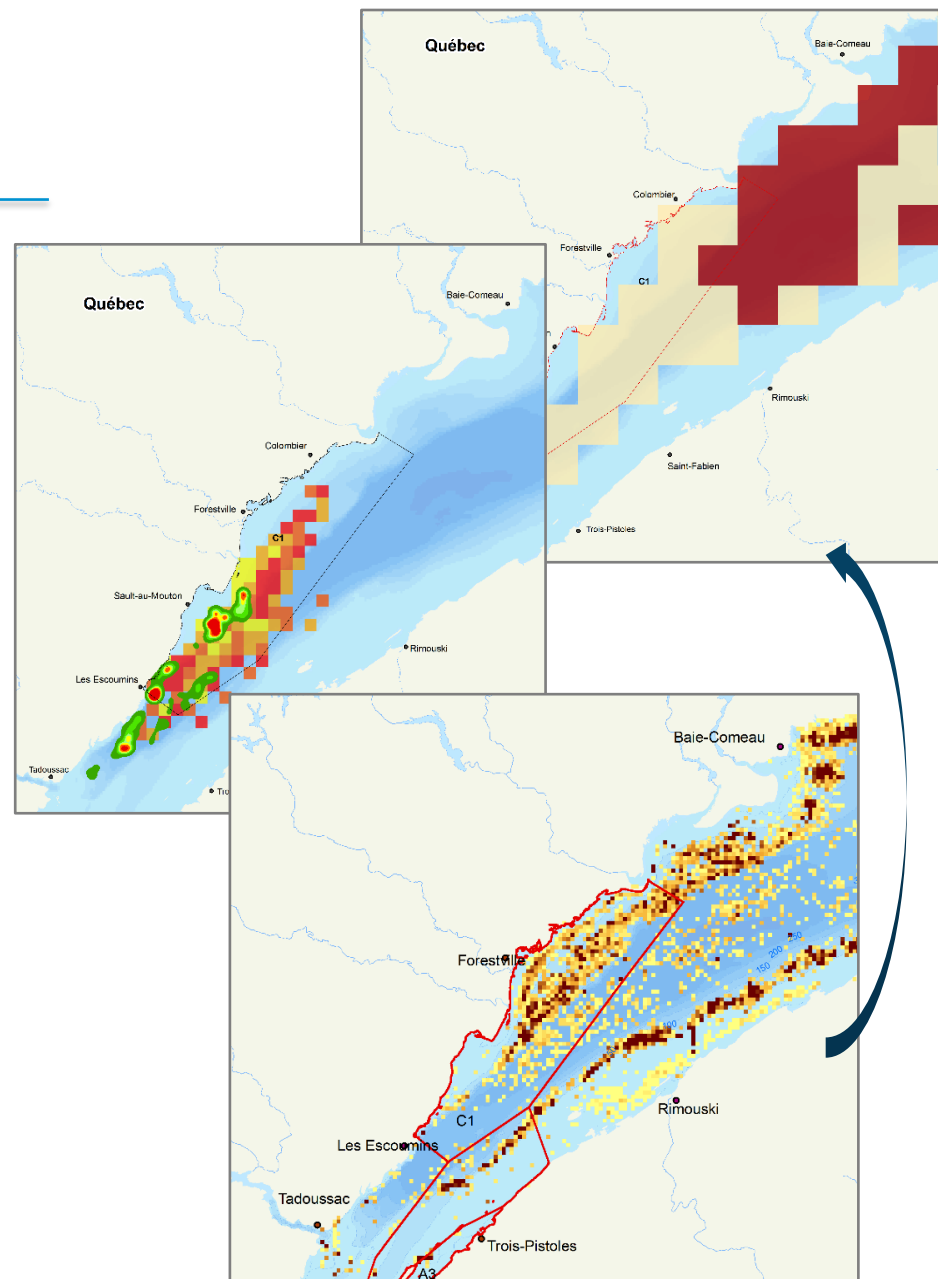 Québec
Baie-Comeau
Colombier
Forestville
C1
Rimouski
Saint-Fabien
Trois-Pistoles
Québec
Baie-Comeau
Colombier
Forestville
C1
Sault-au-Mouton
Rimouski
Les Escoumins
Tadoussac
Baie-Comeau
Forestville
200
250
150
100
Rimouski
C1
Les Escoumins
Tadoussac
Trois-Pistoles
A3